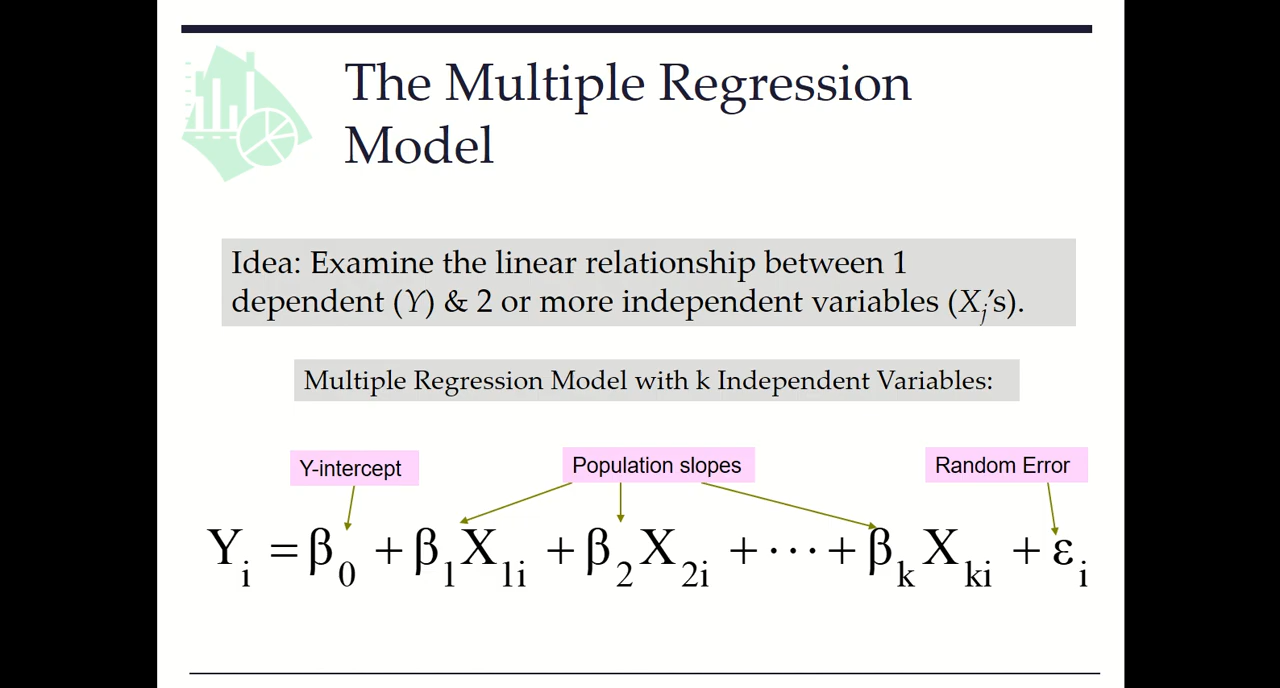 The Multiple Regression
Model
Idea: Examine the linear relationship between 1
dependent (Y) & 2 or more independent variables (Xj’s).
Multiple Regression Model with k Independent Variables:
Y-intercept
Population slopes
Random Error
Yi = β0 + β1X1i + β2X2i + ··· + βkXki + εi